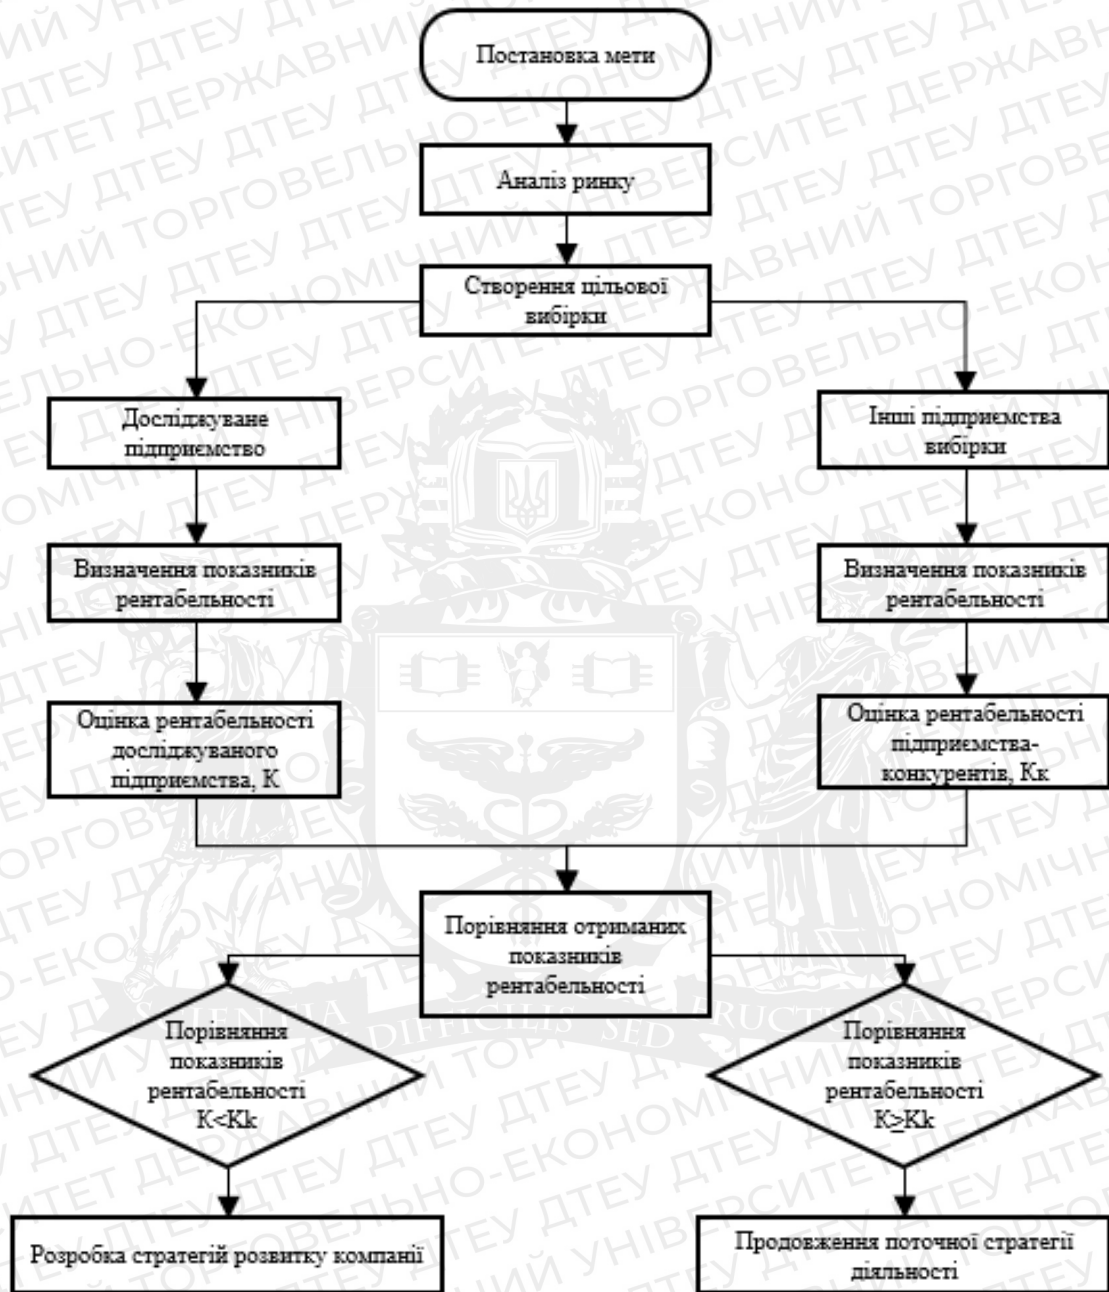 Постановка мети
Аналіз ринку
Створення цільової
вибірки
Досліджуване
підприємство
Інші підприємства
вибірки
Визначення показників
рентабельності
Визначення показників
рентабельності
Оцінка рентабельності
досліджуваного
підприємства, К
Оцінка рентабельності
підприємства-
конкурентів, Кк
Порівняння отриманих
показників
рентабельності
Порівняння
показників
рентабельності
K<Kk
Порівняння
показників
рентабельності
K≥Kk
Розробка стратегій розвитку компанії
Продовження поточної стратегії
діяльності